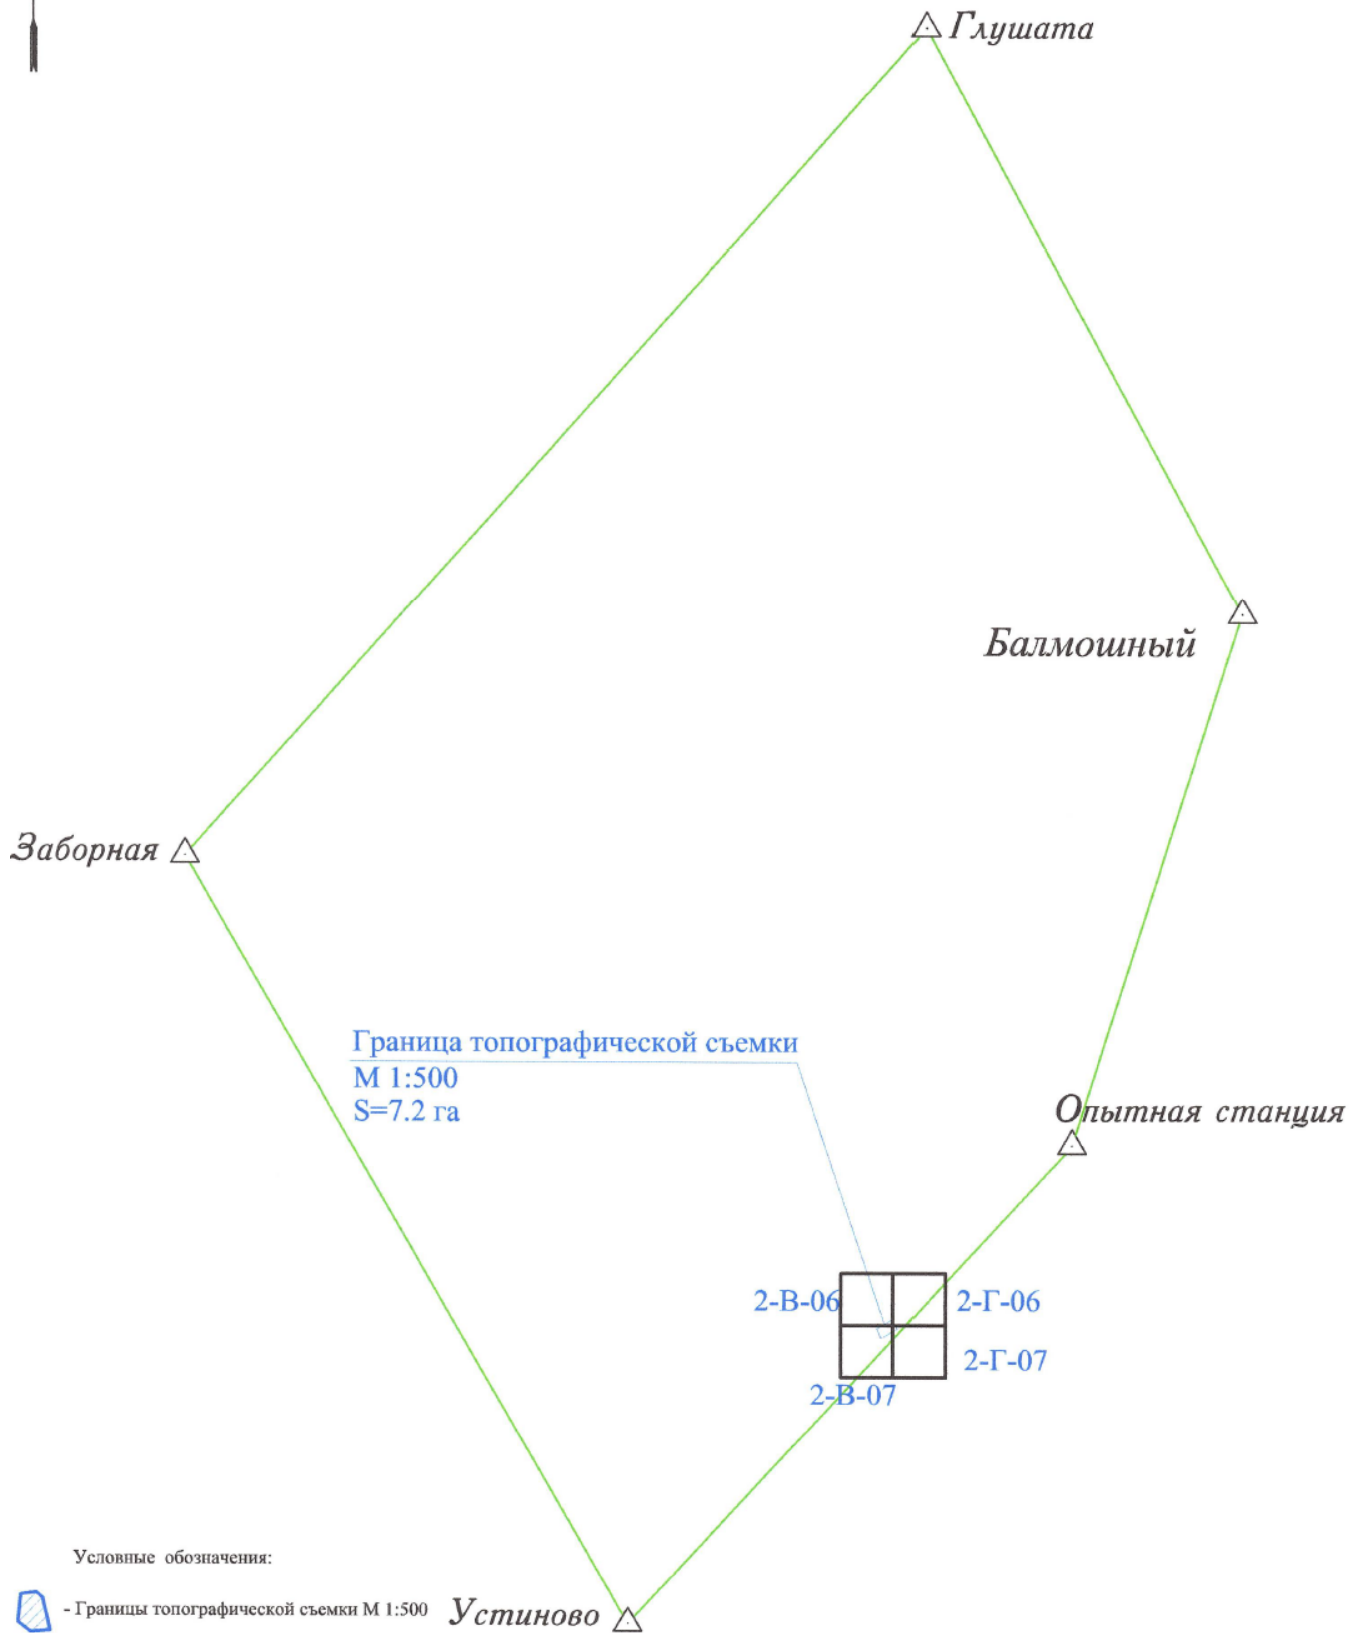 Глушата
Балмошный
Заборная
Граница топографической съемки
М 1:500
S=7.2 га
Опытная станция
2-В-06
2-Г-06
2-Г-07
2-В-07
Условные обозначения:
- Границы топографической съемки М 1:500
Устиново